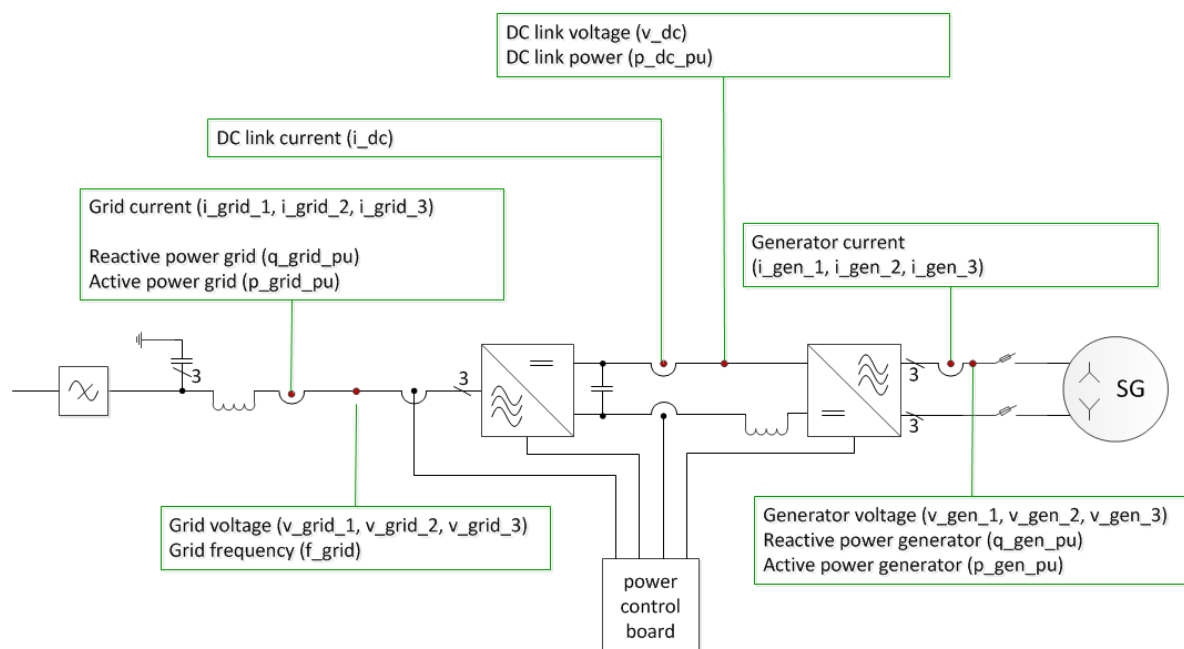 DC link voltage (v_dc)
DC link power (p_dc_pu)
DC link current (i_dc)
Grid current (i_grid_1, i_grid_2, i_grid_3)
Reactive power grid (q_grid_pu)
Active power grid (p_grid_pu)
Generator current
(i_gen_1, i_gen_2, i_gen_3)
3
3
3
3
SG
Grid voltage (v_grid_1, v_grid_2, v_grid_3)
Grid frequency (f_grid)
Generator voltage (v_gen_1, v_gen_2, v_gen_3)
Reactive power generator (q_gen_pu)
Active power generator (p_gen_pu)
power
control
board